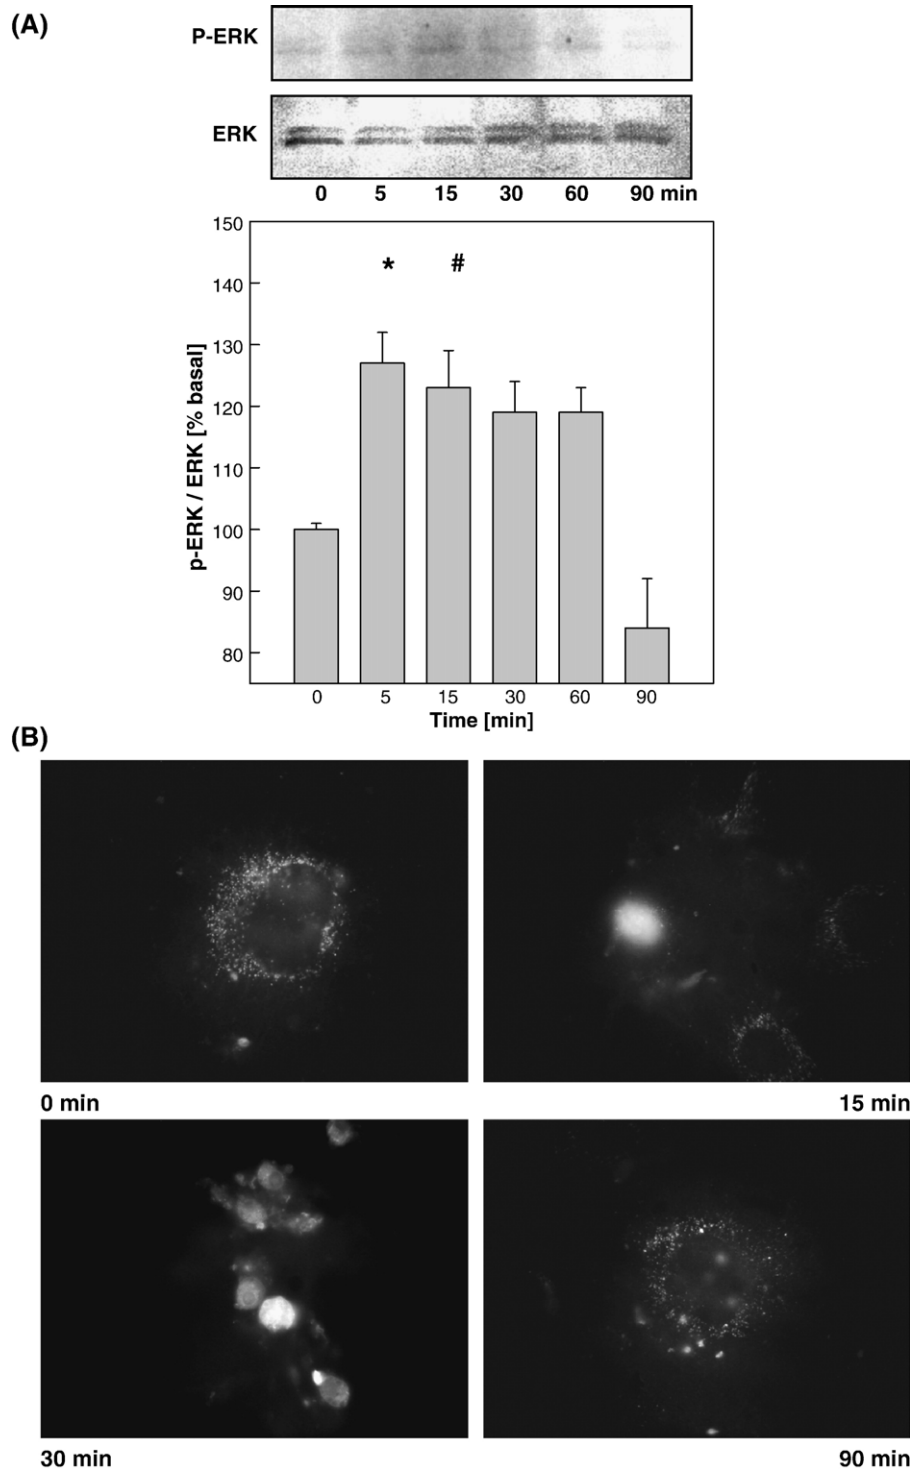 (A)
P-ERK
ERK
0 5 15 30 60 90 min
150
140
130
120
110
100
90
80
* #
p-ERK / ERK [% basal]
0 5 15 30 60 90
Time [min]
(B)
0 min 15 min
30 min 90 min